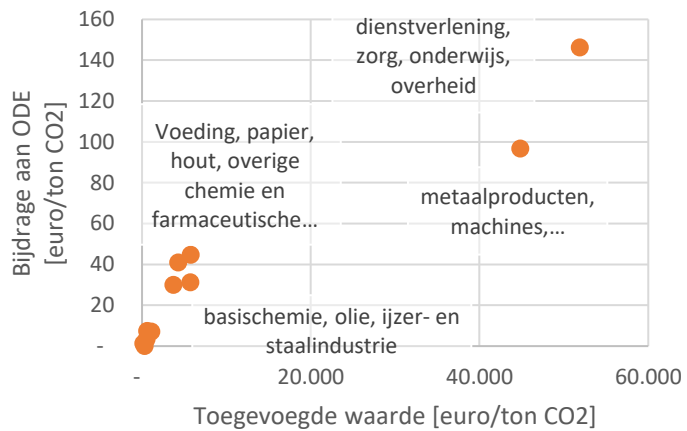 Bijdrage aan ODE
[euro/ton CO2]
160
140
120
100
80
60
40
20
-
dienstverlening,
zorg, onderwijs,
overheid
Voeding, papier,
hout, overige
chemie en
farmaceutische...
metaalproducten,
machines,...
basischemie, olie, ijzer- en
staalindustrie
-
20.000
40.000
60.000
Toegevoegde waarde [euro/ton CO2]